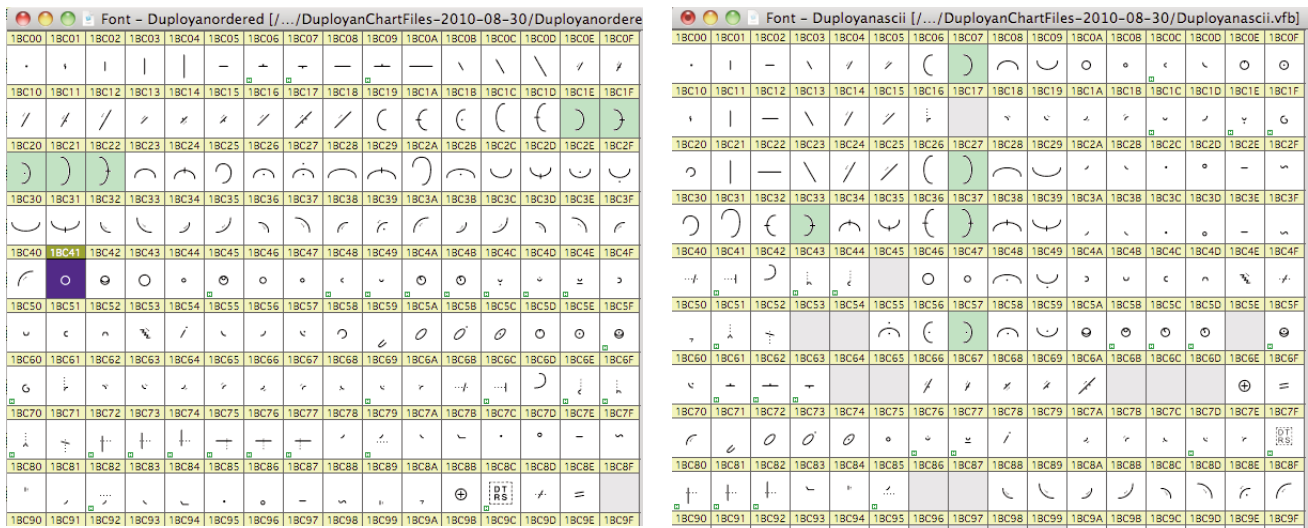 Font – Duployanordered [/.../DuployanChartFiles-2010-08-30/Duployanordere
1BC00 1BC01 1BC02 1BC03 1BC04 1BC05 1BC06 1BC07 1BC08 1BC09 1BC0A 1BC0B 1BC0C 1BC0D 1BC0E 1BC0F
1BC10 1BC11 1BC12 1BC13 1BC14 1BC15 1BC16 1BC17 1BC18 1BC19 1BC1A 1BC1B 1BC1C 1BC1D 1BC1E 1BC1F
1BC20 1BC21 1BC22 1BC23 1BC24 1BC25 1BC26 1BC27 1BC28 1BC29 1BC2A 1BC2B 1BC2C 1BC2D 1BC2E 1BC2F
1BC30 1BC31 1BC32 1BC33 1BC34 1BC35 1BC36 1BC37 1BC38 1BC39 1BC3A 1BC3B 1BC3C 1BC3D 1BC3E 1BC3F
1BC40 1BC41 1BC42 1BC43 1BC44 1BC45 1BC46 1BC47 1BC48 1BC49 1BC4A 1BC4B 1BC4C 1BC4D 1BC4E 1BC4F
1BC50 1BC51 1BC52 1BC53 1BC54 1BC55 1BC56 1BC57 1BC58 1BC59 1BC5A 1BC5B 1BC5C 1BC5D 1BC5E 1BC5F
1BC60 1BC61 1BC62 1BC63 1BC64 1BC65 1BC66 1BC67 1BC68 1BC69 1BC6A 1BC6B 1BC6C 1BC6D 1BC6E 1BC6F
1BC70 1BC71 1BC72 1BC73 1BC74 1BC75 1BC76 1BC77 1BC78 1BC79 1BC7A 1BC7B 1BC7C 1BC7D 1BC7E 1BC7F
1BC80 1BC81 1BC82 1BC83 1BC84 1BC85 1BC86 1BC87 1BC88 1BC89 1BC8A 1BC8B 1BC8C 1BC8D 1BC8E 1BC8F
DT
RS
1BC90 1BC91 1BC92 1BC93 1BC94 1BC95 1BC96 1BC97 1BC98 1BC99 1BC9A 1BC9B 1BC9C 1BC9D 1BC9E 1BC9F
Font – Duployanascii [/.../DuployanChartFiles-2010-08-30/Duployanascii.vfb]
1BC00 1BC01 1BC02 1BC03 1BC04 1BC05 1BC06 1BC07 1BC08 1BC09 1BC0A 1BC0B 1BC0C 1BC0D 1BC0E 1BC0F
1BC10 1BC11 1BC12 1BC13 1BC14 1BC15 1BC16 1BC17 1BC18 1BC19 1BC1A 1BC1B 1BC1C 1BC1D 1BC1E 1BC1F
1BC20 1BC21 1BC22 1BC23 1BC24 1BC25 1BC26 1BC27 1BC28 1BC29 1BC2A 1BC2B 1BC2C 1BC2D 1BC2E 1BC2F
1BC30 1BC31 1BC32 1BC33 1BC34 1BC35 1BC36 1BC37 1BC38 1BC39 1BC3A 1BC3B 1BC3C 1BC3D 1BC3E 1BC3F
1BC40 1BC41 1BC42 1BC43 1BC44 1BC45 1BC46 1BC47 1BC48 1BC49 1BC4A 1BC4B 1BC4C 1BC4D 1BC4E 1BC4F
1BC50 1BC51 1BC52 1BC53 1BC54 1BC55 1BC56 1BC57 1BC58 1BC59 1BC5A 1BC5B 1BC5C 1BC5D 1BC5E 1BC5F
1BC60 1BC61 1BC62 1BC63 1BC64 1BC65 1BC66 1BC67 1BC68 1BC69 1BC6A 1BC6B 1BC6C 1BC6D 1BC6E 1BC6F
1BC70 1BC71 1BC72 1BC73 1BC74 1BC75 1BC76 1BC77 1BC78 1BC79 1BC7A 1BC7B 1BC7C 1BC7D 1BC7E 1BC7F
DT
RS
1BC80 1BC81 1BC82 1BC83 1BC84 1BC85 1BC86 1BC87 1BC88 1BC89 1BC8A 1BC8B 1BC8C 1BC8D 1BC8E 1BC8F
1BC90 1BC91 1BC92 1BC93 1BC94 1BC95 1BC96 1BC97 1BC98 1BC99 1BC9A 1BC9B 1BC9C 1BC9D 1BC9E 1BC9F